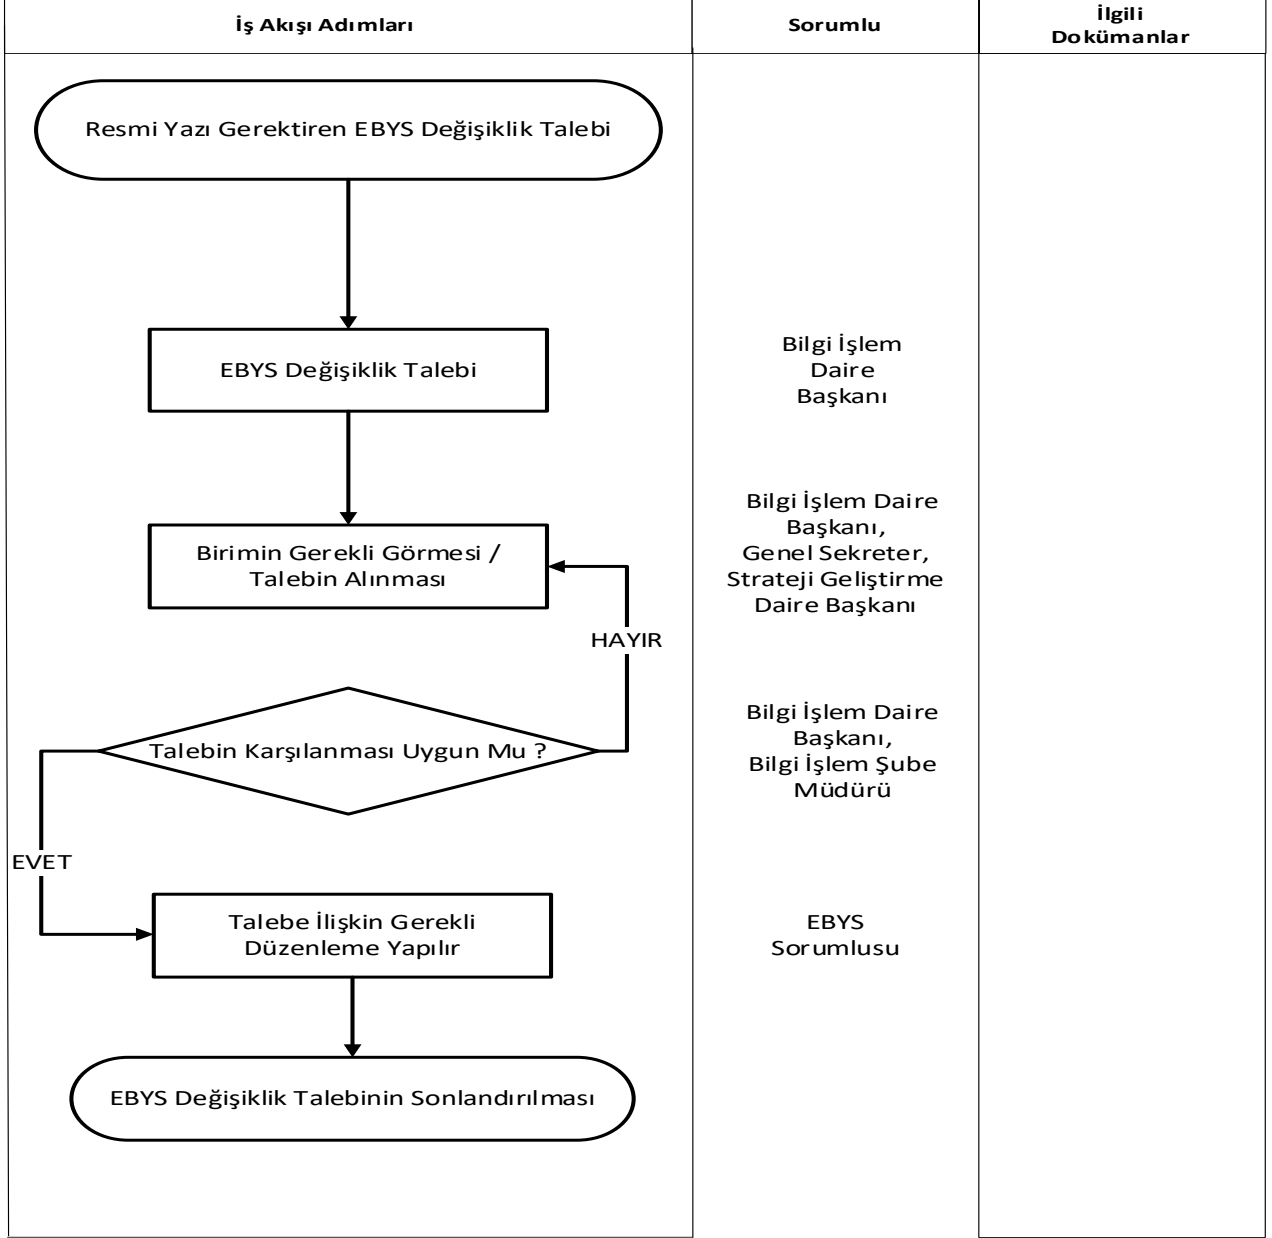 İş Akışı Adımları
Sorumlu
İlgili
Dokümanlar
Resmi Yazı Gerektiren EBYS Değişiklik Talebi
EBYS Değişiklik Talebi
Bilgi İşlem
Daire
Başkanı
Birimin Gerekli Görmesi /
Talebin Alınması
Bilgi İşlem Daire
Başkanı,
Genel Sekreter,
Strateji Geliştirme
Daire Başkanı
HAYIR
Talebin Karşılanması Uygun Mu ?
Bilgi İşlem Daire
Başkanı,
Bilgi İşlem Şube
Müdürü
EVET
Talebe İlişkin Gerekli
Düzenleme Yapılır
EBYS
Sorumlusu
EBYS Değişiklik Talebinin Sonlandırılması